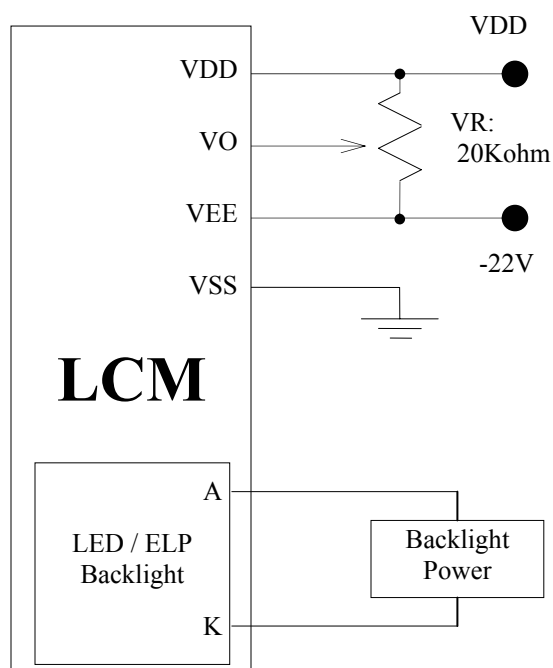 VDD
VDD
VO
VR:
20Kohm
VEE
-22V
VSS
LCM
A
LED / ELP
Backlight
Backlight
Power
K